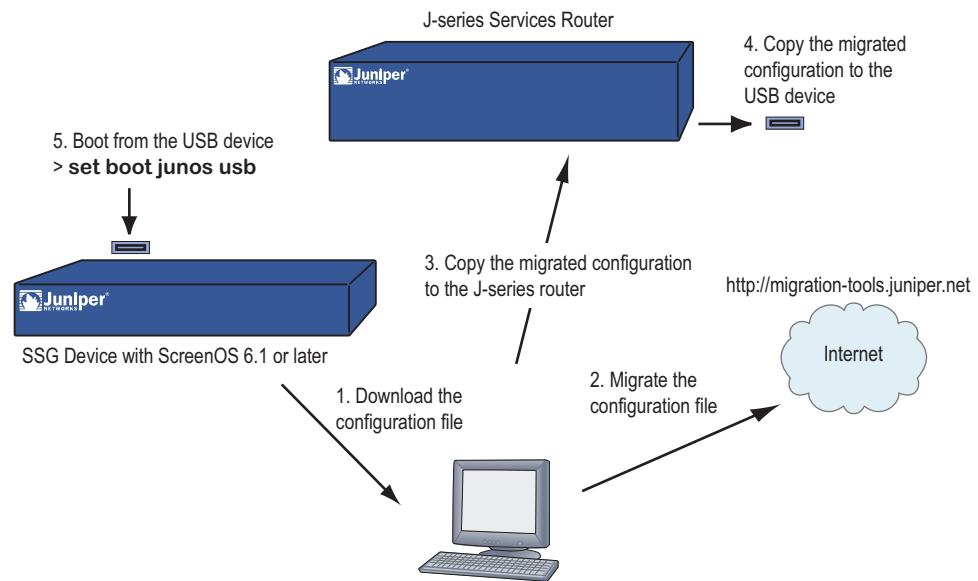 J-series Services Router
Juniper®
NETWORKS
4. Copy the migrated
configuration to the
USB device
5. Boot from the USB device
> set boot junos usb
Juniper®
NETWORKS
SSG Device with ScreenOS 6.1 or later
3. Copy the migrated configuration
to the J-series router
http://migration-tools.juniper.net
Internet
1. Download the
configuration file
2. Migrate the
configuration file